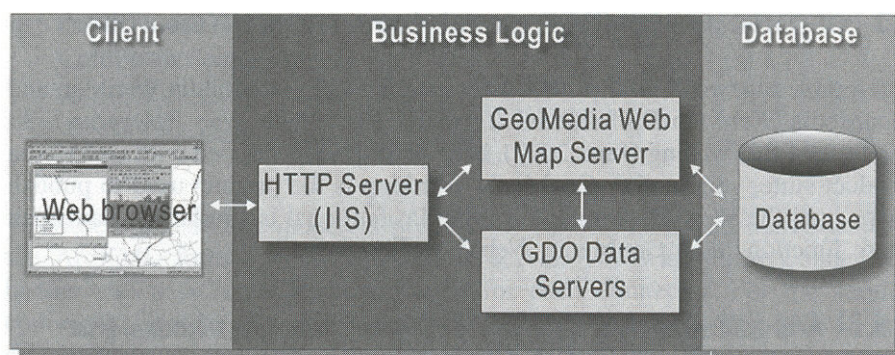 Client
Business Logic
Database
Web browser
HTTP Server
(IIS)
GeoMedia Web
Map Server
GDO Data
Servers
Database